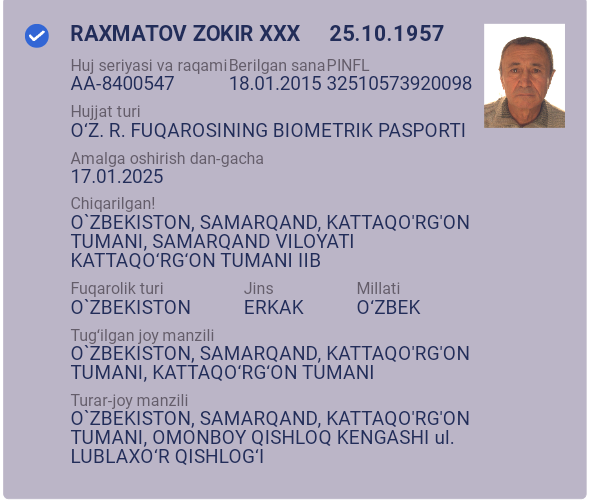 RAXMATOV ZOKIR XXX 25.10.1957
Huj seriyasi va raqami Berilgan sana PINFL
AA-8400547 18.01.2015 32510573920098
Hujjat turi
O‘Z. R. FUQAROSINING BIOMETRIK PASPORTI
Amalga oshirish dan-gacha
17.01.2025
Chiqarilgan!
O`ZBEKISTON, SAMARQAND, KATTAQO'RG'ON
TUMANI, SAMARQAND VILOYATI
KATTAQO‘RG‘ON TUMANI IIB
Fuqarolik turi Jins Millati
O`ZBEKISTON ERKAK O‘ZBEK
Tug‘ilgan joy manzili
O`ZBEKISTON, SAMARQAND, KATTAQO'RG'ON
TUMANI, KATTAQO‘RG‘ON TUMANI
Turar-joy manzili
O`ZBEKISTON, SAMARQAND, KATTAQO'RG'ON
TUMANI, OMONBOY QISHLOQ KENGASHI ul.
LUBLAXO‘R QISHLOG‘I